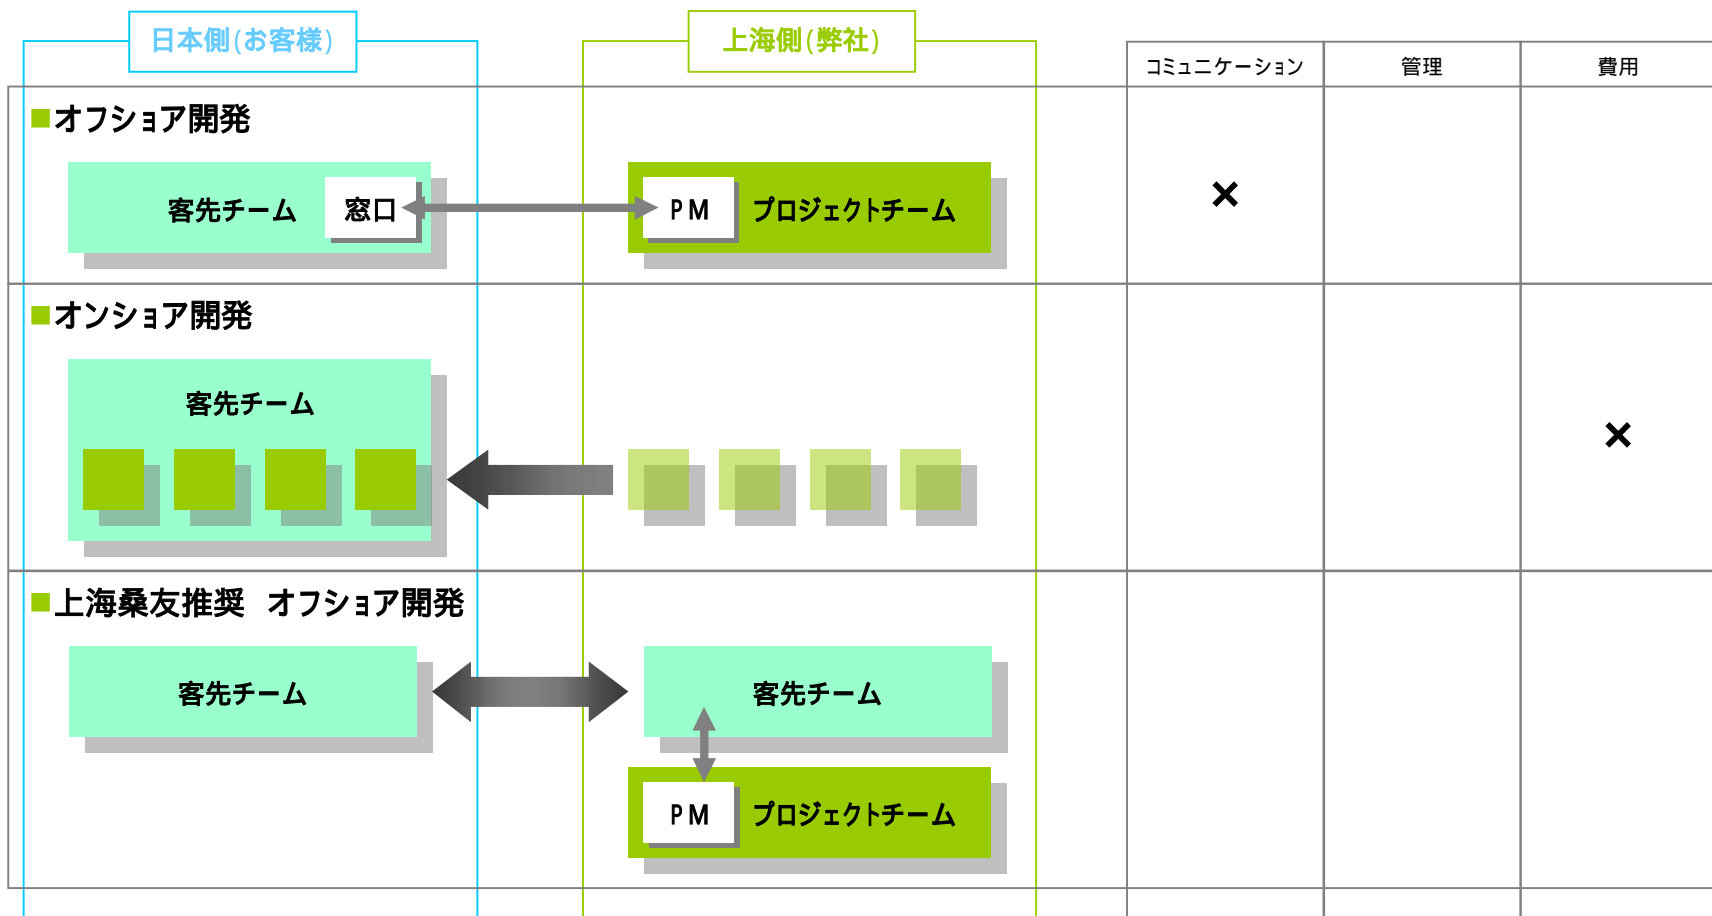 日本側(お客様)
上海側(弊社)
コミュニケーション
管理
費用
■オフショア開発
客先チーム
窓口
PM
プロジェクトチーム
×
■オンショア開発
客先チーム
×
■上海桑友推奨　オフショア開発
客先チーム
客先チーム
PM
プロジェクトチーム